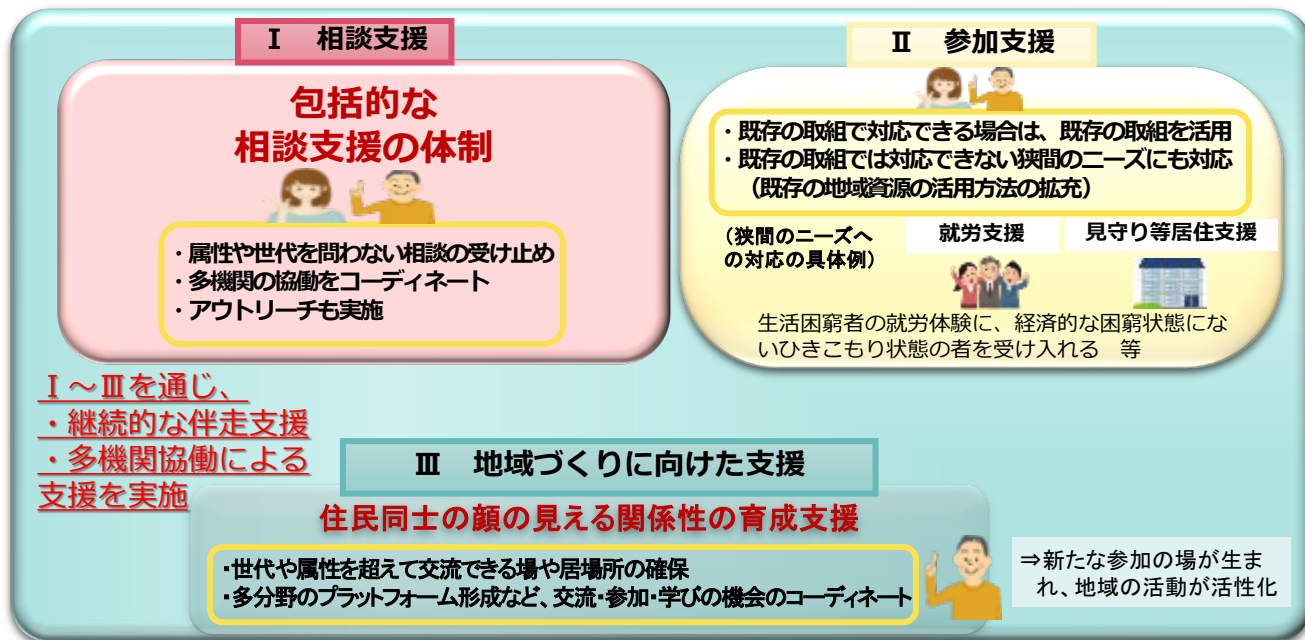 Ⅰ 相談支援
包括的な
相談支援の体制
・属性や世代を問わない相談の受け止め
・多機関の協働をコーディネート
・アウトリーチも実施
Ⅱ 参加支援
・既存の取組で対応できる場合は、既存の取組を活用
・既存の取組では対応できない狭間のニーズにも対応
（既存の地域資源の活用方法の拡充）
（狭間のニーズへ
の対応の具体例）
就労支援
見守り等居住支援
生活困窮者の就労体験に、経済的な困窮状態にな
いひきこもり状態の者を受け入れる 等
Ⅰ～Ⅲを通じ、
・継続的な伴走支援
・多機関協働による
支援を実施
Ⅲ 地域づくりに向けた支援
住民同士の顔の見える関係性の育成支援
・世代や属性を超えて交流できる場や居場所の確保
・多分野のプラットフォーム形成など、交流・参加・学びの機会のコーディネート
⇒新たな参加の場が生ま
れ、地域の活動が活性化